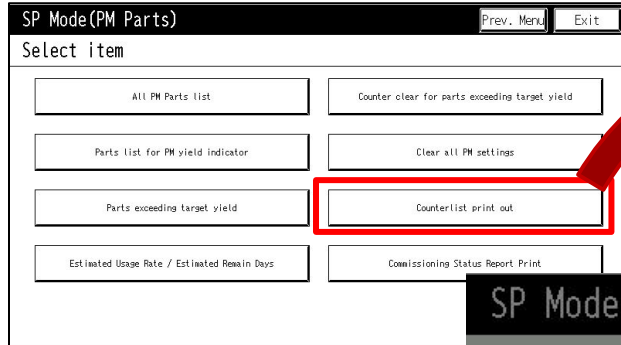 SP Mode(PM Parts)
Prev. Menu
Exit
Select item
All PM Parts list
Counter clear for parts exceeding target yield
Parts list for PM yield indicator
Clear all PM settings
Parts exceeding target yield
Counterlist print out
Estimated Usage Rate / Estimated Remain Days
Commissioning Status Report Print
SP Mode